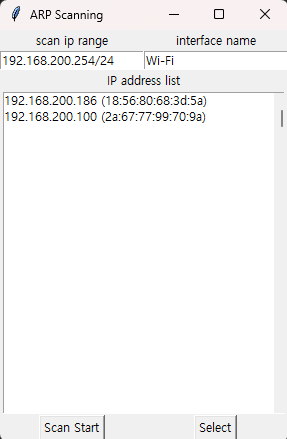 ARP Scanning
scan ip range interface name
192.168.200.254/24 Wi-Fi
IP address list
192.168.200.186 (18:56:80:68:3d:5a)
192.168.200.100 (2a:67:77:99:70:9a)
Scan Start Select